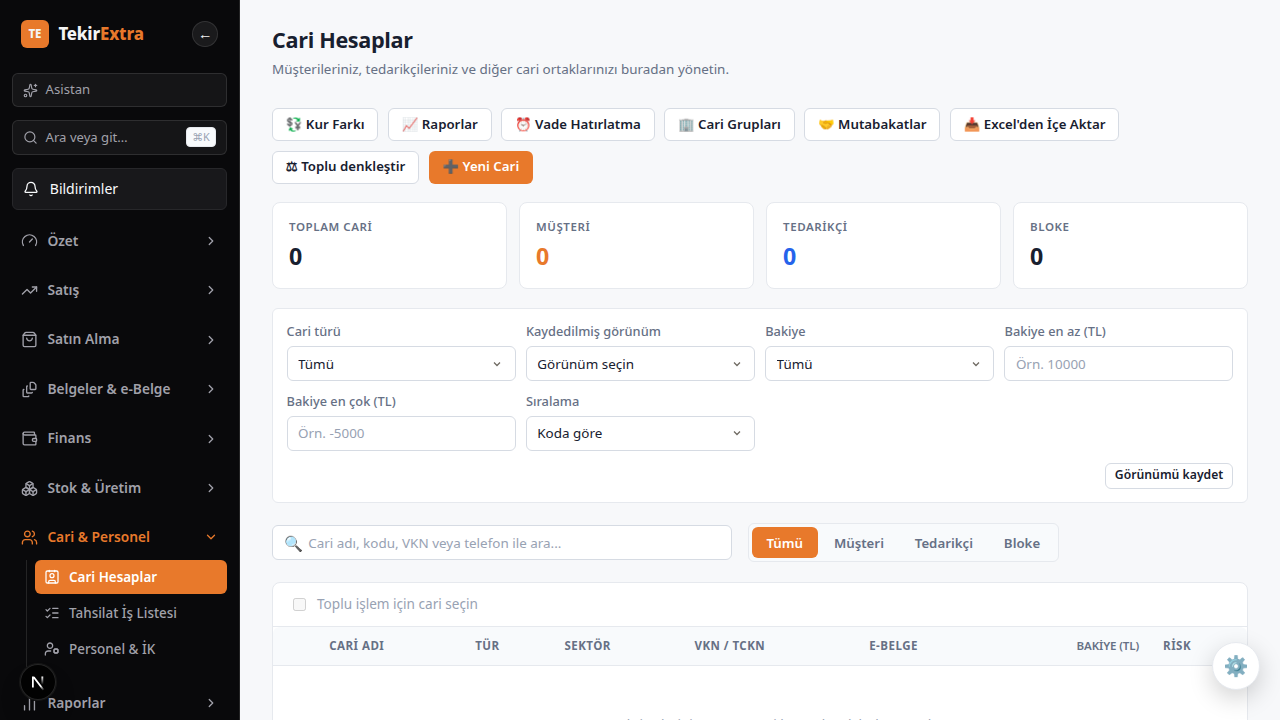 TE TekirExtra ←
Asistan
Ara veya git... ⌘K
Bildirimler
Özet
Satış
Satın Alma
Belgeler & e-Belge
Finans
Stok & Üretim
Cari & Personel
Cari Hesaplar
Tahsilat İş Listesi
Personel & İK
Raporlar
N
Cari Hesaplar
Müşterileriniz, tedarikçileriniz ve diğer cari ortaklarınızı buradan yönetin.
💱 Kur Farkı 📈 Raporlar ⏰ Vade Hatırlatma 🏢 Cari Grupları 🤝 Mutabakatlar 📥 Excel'den İçe Aktar
⚖ Toplu denkleştir ➕ Yeni Cari
TOPLAM CARİ MÜŞTERİ TEDARİKÇİ BLOKE
0 0 0 0
Cari türü Kaydedilmiş görünüm Bakiye Bakiye en az (TL)
Tümü Görünüm seçin Tümü Örn. 10000
Bakiye en çok (TL) Sıralama
Örn. -5000 Koda göre
Görünümü kaydet
🔍 Cari adı, kodu, VKN veya telefon ile ara... Tümü Müşteri Tedarikçi Bloke
Toplu işlem için cari seçin
CARİ ADI TÜR SEKTÖR VKN / TCKN E-BELGE BAKİYE (TL) RİSK